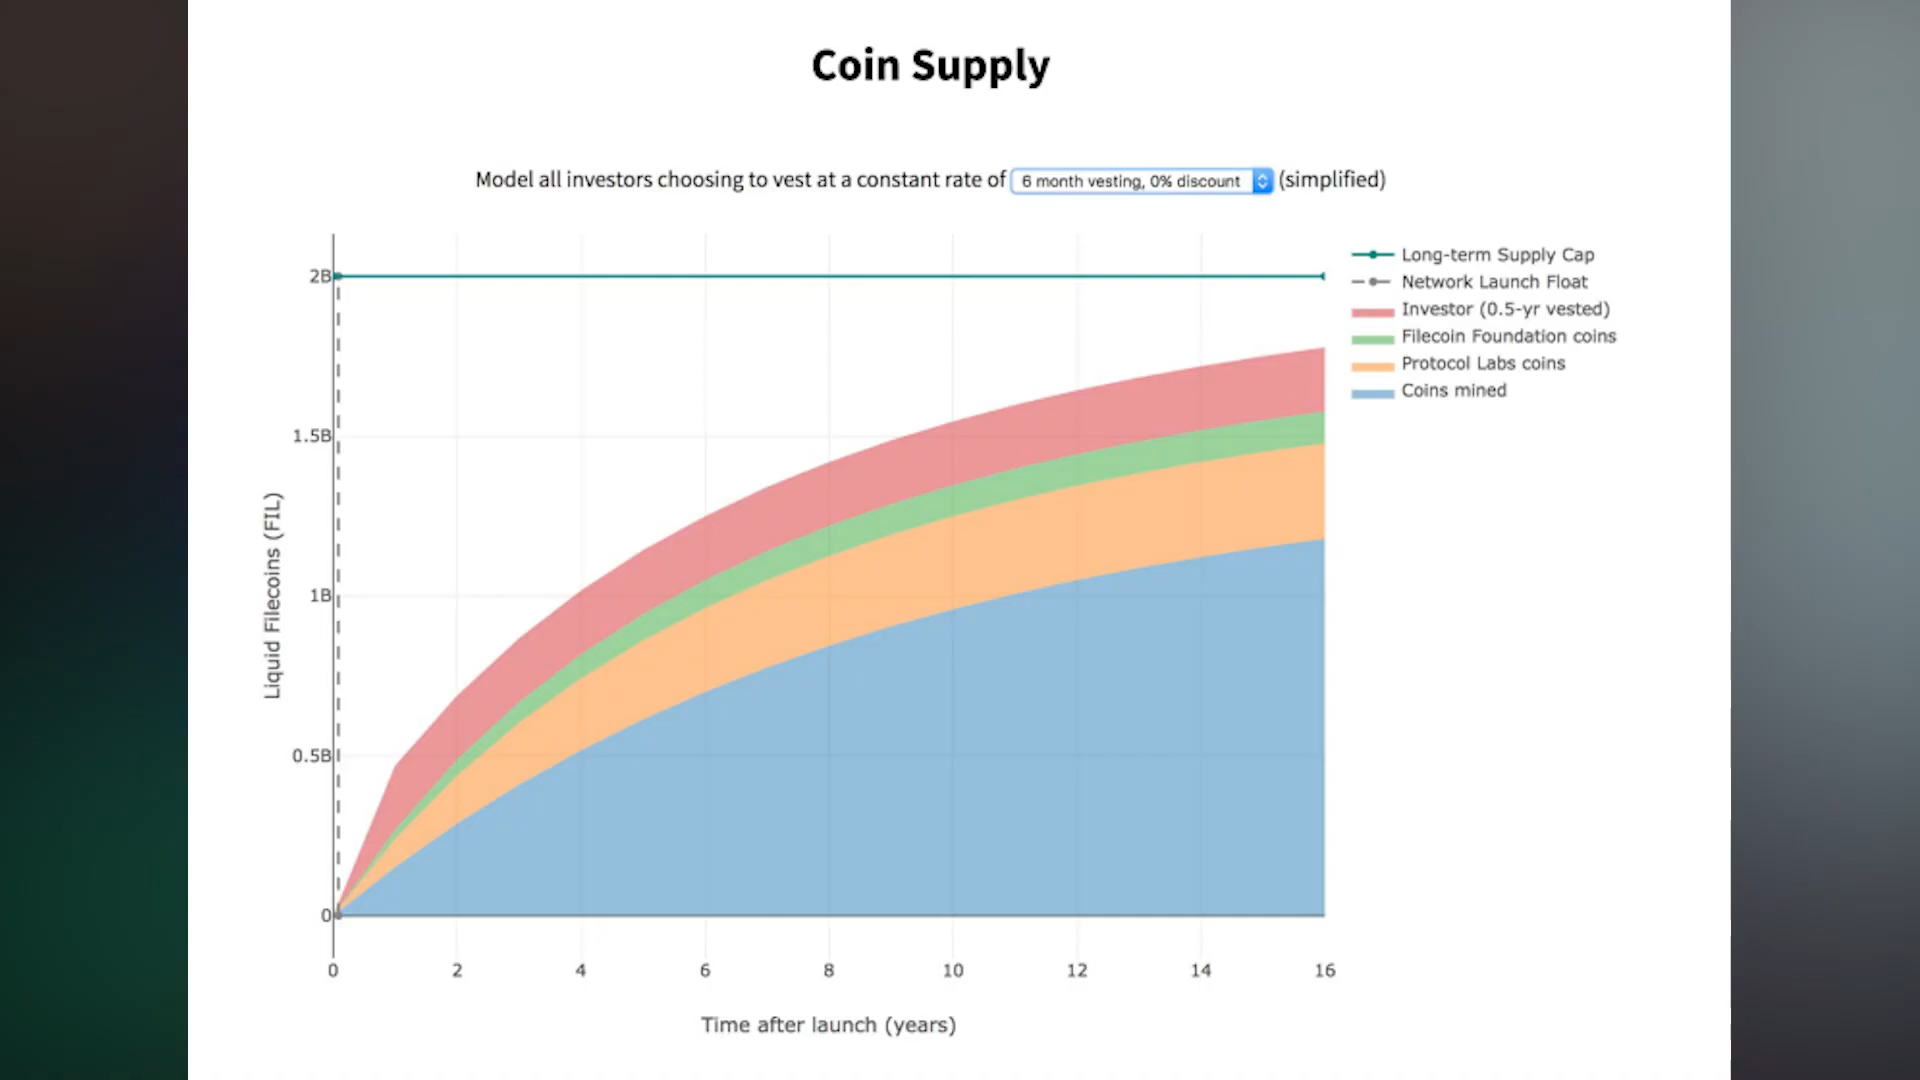 Coin Supply
Model all investors choosing to vest at a constant rate of 6 month vesting, 0% discount (simplified)
Long-term Supply Cap
Network Launch Float
Investor (0.5-yr vested)
Filecoin Foundation coins
Protocol Labs coins
Coins mined
2B
1.5B
1B
0.5B
0
Liquid Filecoins (FIL)
0 2 4 6 8 10 12 14 16
Time after launch (years)